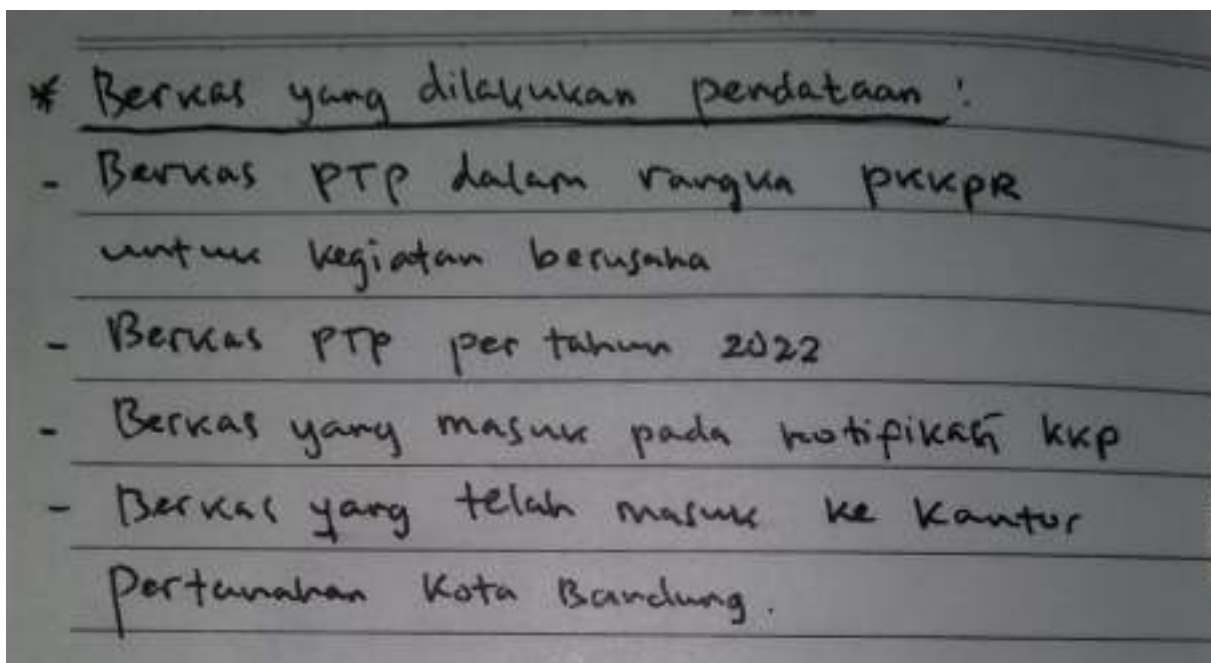 * Berkas yang dilakukan pendataan :
- Berkas PTP dalam rangka PKKPR
untuk kegiatan berusaha
- Berkas PTP per tahun 2022
- Berkas yang masuk pada notifikasi KKP
- Berkas yang telah masuk ke Kantor
Pertanahan Kota Bandung.